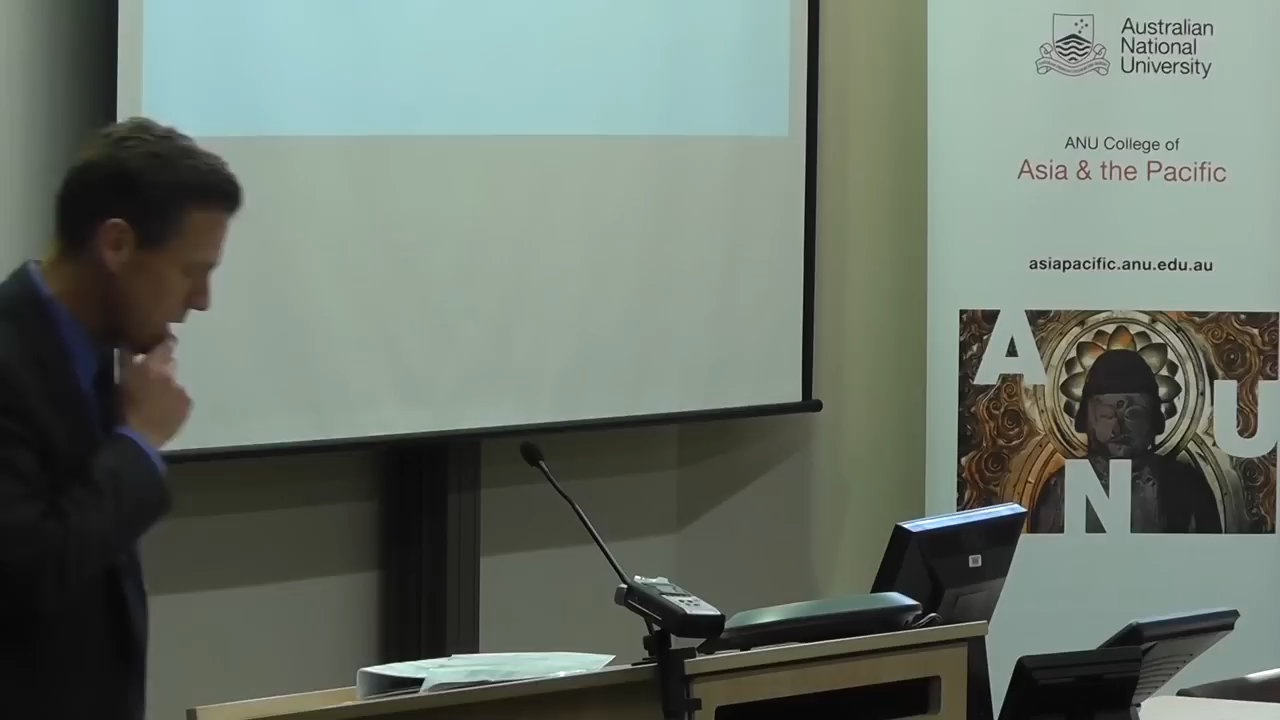 Australian
National
University
ANU College of
Asia & the Pacific
asiapacific.anu.edu.au
A
N
U